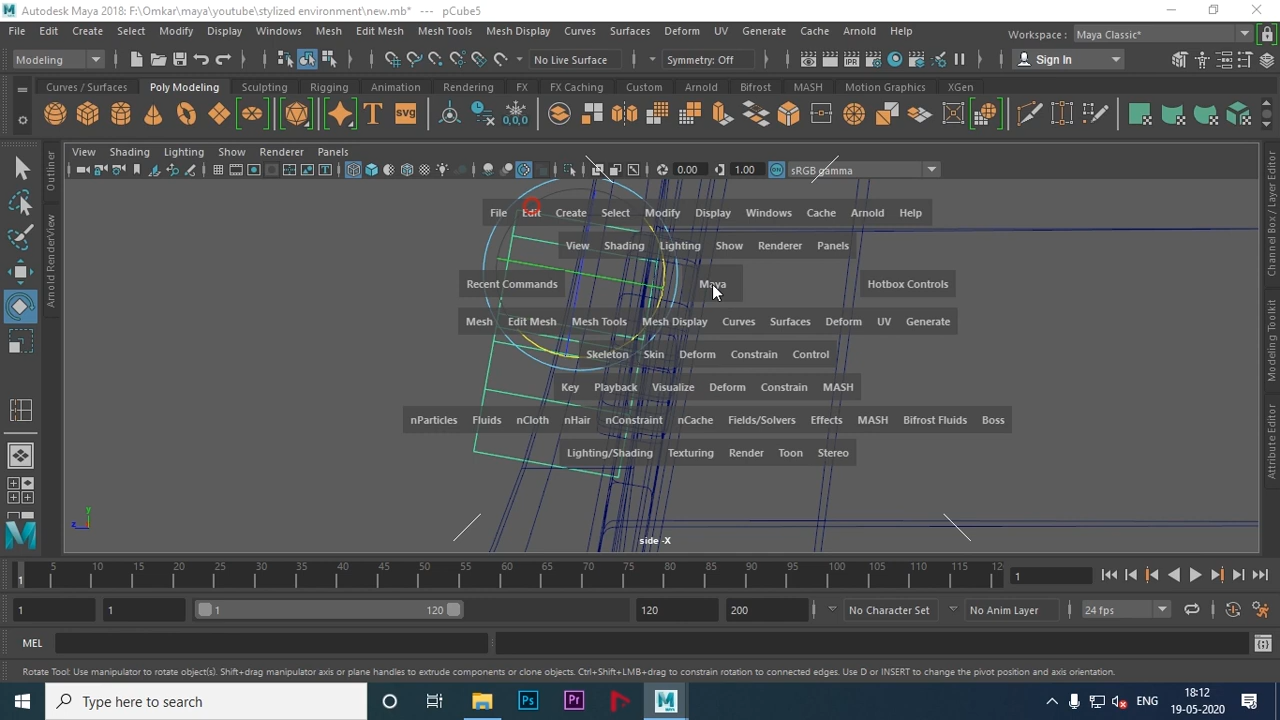 Autodesk Maya 2018: F:\Omkar\maya\youtube\stylized environment\new.mb* --- pCube5
File Edit Create Select Modify Display Windows Mesh Edit Mesh Mesh Tools Mesh Display Curves Surfaces Deform UV Generate Cache Arnold Help
Workspace : Maya Classic*
Modeling No Live Surface Symmetry: Off Sign In
Curves / Surfaces Poly Modeling Sculpting Rigging Animation Rendering FX FX Caching Custom Arnold Bifrost MASH Motion Graphics XGen
View Shading Lighting Show Renderer Panels
0.00 1.00 sRGB gamma
File Edit Create Select Modify Display Windows Cache Arnold Help
View Shading Lighting Show Renderer Panels
Recent Commands Maya Hotbox Controls
Mesh Edit Mesh Mesh Tools Mesh Display Curves Surfaces Deform UV Generate
Skeleton Skin Deform Constrain Control
Key Playback Visualize Deform Constrain MASH
nParticles Fluids nCloth nHair nConstraint nCache Fields/Solvers Effects MASH Bifrost Fluids Boss
Lighting/Shading Texturing Render Toon Stereo
side -X
Outliner
Arnold RenderView
Channel Box / Layer Editor
Modeling Toolkit
Attribute Editor
y
z
1 5 10 15 20 25 30 35 40 45 50 55 60 65 70 75 80 85 90 95 100 105 110 115 12 1
1 1 1 120 120 200 No Character Set No Anim Layer 24 fps
MEL
Rotate Tool: Use manipulator to rotate object(s). Shift+drag manipulator axis or plane handles to extrude components or clone objects. Ctrl+Shift+LMB+drag to constrain rotation to connected edges. Use D or INSERT to change the pivot position and axis orientation.
Type here to search
ENG
18:12
19-05-2020